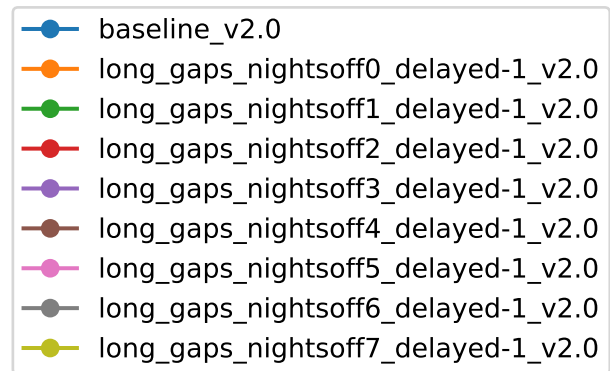 baseline_v2.0
long_gaps_nightsoff0_delayed-1_v2.0
long_gaps_nightsoff1_delayed-1_v2.0
long_gaps_nightsoff2_delayed-1_v2.0
long_gaps_nightsoff3_delayed-1_v2.0
long_gaps_nightsoff4_delayed-1_v2.0
long_gaps_nightsoff5_delayed-1_v2.0
long_gaps_nightsoff6_delayed-1_v2.0
long_gaps_nightsoff7_delayed-1_v2.0